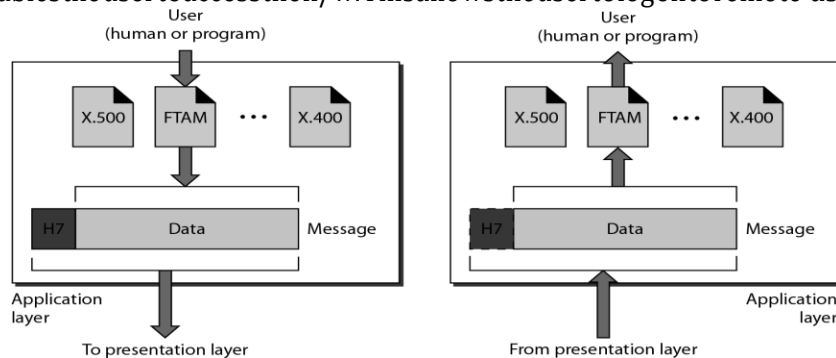 User
(human or program)
X.500
FTAM
...
X.400
H7
Data
Message
Application
layer
To presentation layer
User
(human or program)
X.500
FTAM
...
X.400
H7
Data
Message
Application
layer
From presentation layer